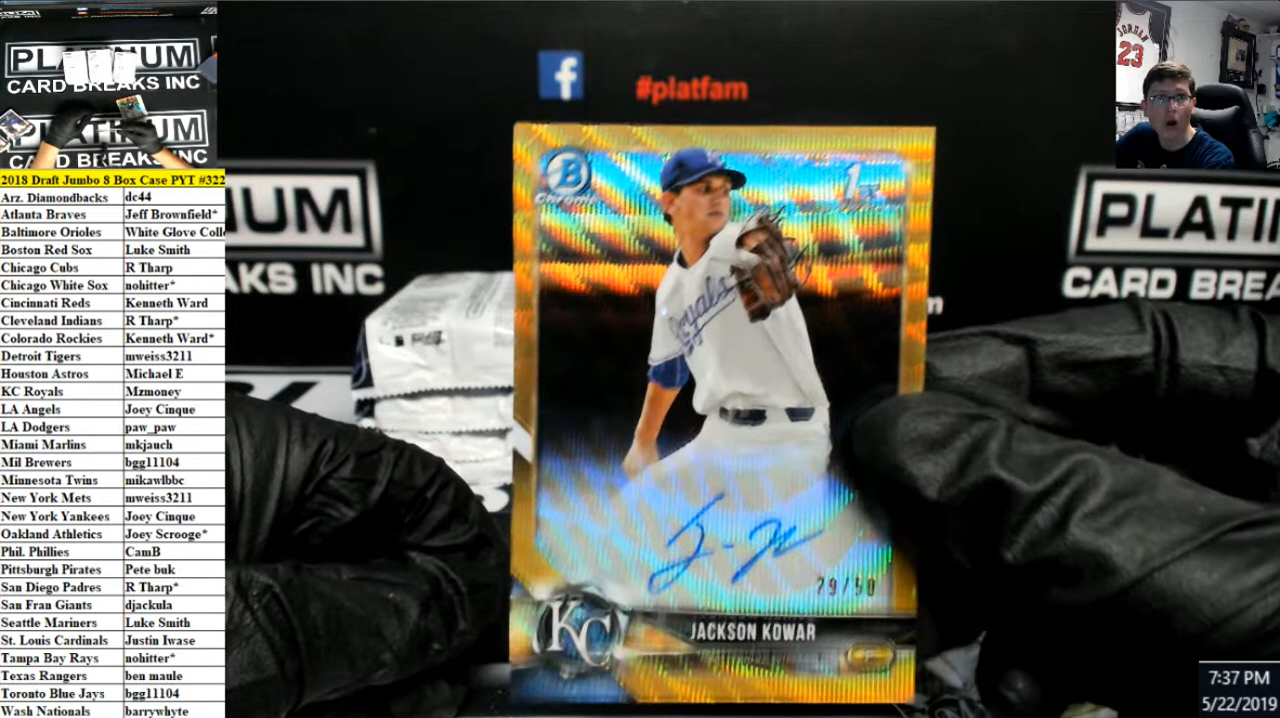 PLATINUM
CARD BREAKS INC
PLATINUM
CARD BREAKS INC
2018 Draft Jumbo 8 Box Case PYT #322
Arz. Diamondbacks dc44
Atlanta Braves Jeff Brownfield*
Baltimore Orioles White Glove Coll
Boston Red Sox Luke Smith
Chicago Cubs R Tharp
Chicago White Sox nohitter*
Cincinnati Reds Kenneth Ward
Cleveland Indians R Tharp*
Colorado Rockies Kenneth Ward*
Detroit Tigers mweiss3211
Houston Astros Michael E
KC Royals Mzmoney
LA Angels Joey Cinque
LA Dodgers paw_paw
Miami Marlins mkjauch
Mil Brewers bgg11104
Minnesota Twins mikawlbbc
New York Mets mweiss3211
New York Yankees Joey Cinque
Oakland Athletics Joey Scrooge*
Phil. Phillies CamB
Pittsburgh Pirates Pete buk
San Diego Padres R Tharp*
San Fran Giants djackula
Seattle Mariners Luke Smith
St. Louis Cardinals Justin Iwase
Tampa Bay Rays nohitter*
Texas Rangers ben maule
Toronto Blue Jays bgg11104
Wash Nationals barrywhyte
f
#platfam
NUM
AKS INC
B
Chrome
1st
Royals
29/50
KC
JACKSON KOWAR
P
PLATI
CARD BREA
m
JORDAN
23
7:37 PM
5/22/2019